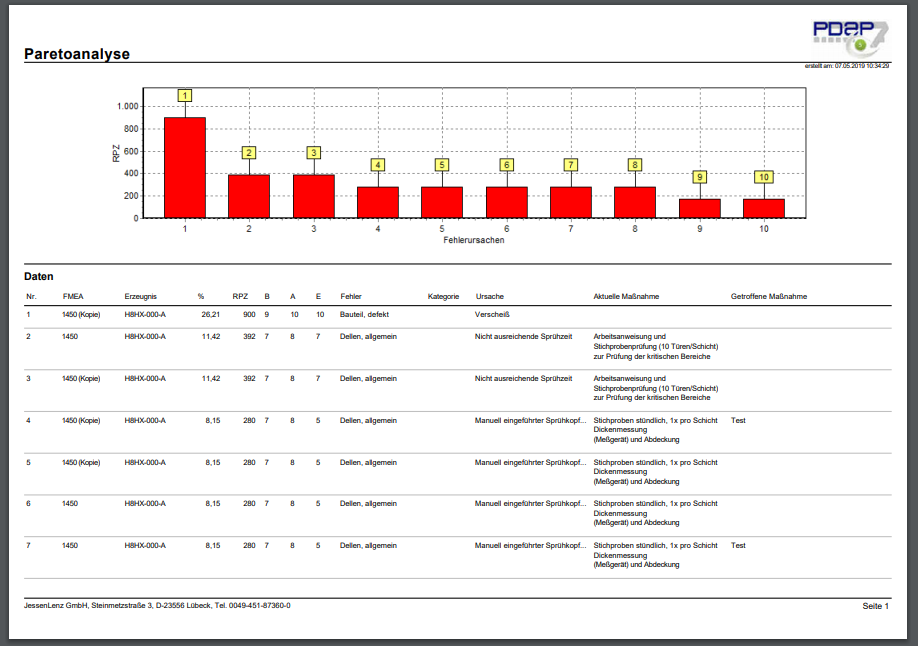 PDAP7
Paretoanalyse
erstellt am: 07.05.2019 10:34:29
1.000
800
600
400
200
0
RPZ
1
2
3
4
5
6
7
8
9
10
1 2 3 4 5 6 7 8 9 10
Fehlerursachen
Daten
Nr. FMEA Erzeugnis % RPZ B A E Fehler Kategorie Ursache Aktuelle Maßnahme Getroffene Maßnahme
1 1450 (Kopie) H8HX-000-A 26,21 900 9 10 10 Bauteil, defekt Verscheiß
2 1450 H8HX-000-A 11,42 392 7 8 7 Dellen, allgemein Nicht ausreichende Sprühzeit Arbeitsanweisung und
Stichprobenprüfung (10 Türen/Schicht)
zur Prüfung der kritischen Bereiche
3 1450 (Kopie) H8HX-000-A 11,42 392 7 8 7 Dellen, allgemein Nicht ausreichende Sprühzeit Arbeitsanweisung und
Stichprobenprüfung (10 Türen/Schicht)
zur Prüfung der kritischen Bereiche
4 1450 (Kopie) H8HX-000-A 8,15 280 7 8 5 Dellen, allgemein Manuell eingeführter Sprühkopf... Stichproben stündlich, 1x pro Schicht Test
Dickenmessung
(Meßgerät) und Abdeckung
5 1450 (Kopie) H8HX-000-A 8,15 280 7 8 5 Dellen, allgemein Manuell eingeführter Sprühkopf... Stichproben stündlich, 1x pro Schicht
Dickenmessung
(Meßgerät) und Abdeckung
6 1450 H8HX-000-A 8,15 280 7 8 5 Dellen, allgemein Manuell eingeführter Sprühkopf... Stichproben stündlich, 1x pro Schicht
Dickenmessung
(Meßgerät) und Abdeckung
7 1450 H8HX-000-A 8,15 280 7 8 5 Dellen, allgemein Manuell eingeführter Sprühkopf... Stichproben stündlich, 1x pro Schicht Test
Dickenmessung
(Meßgerät) und Abdeckung
JessenLenz GmbH, Steinmetzstraße 3, D-23556 Lübeck, Tel. 0049-451-87360-0 Seite 1